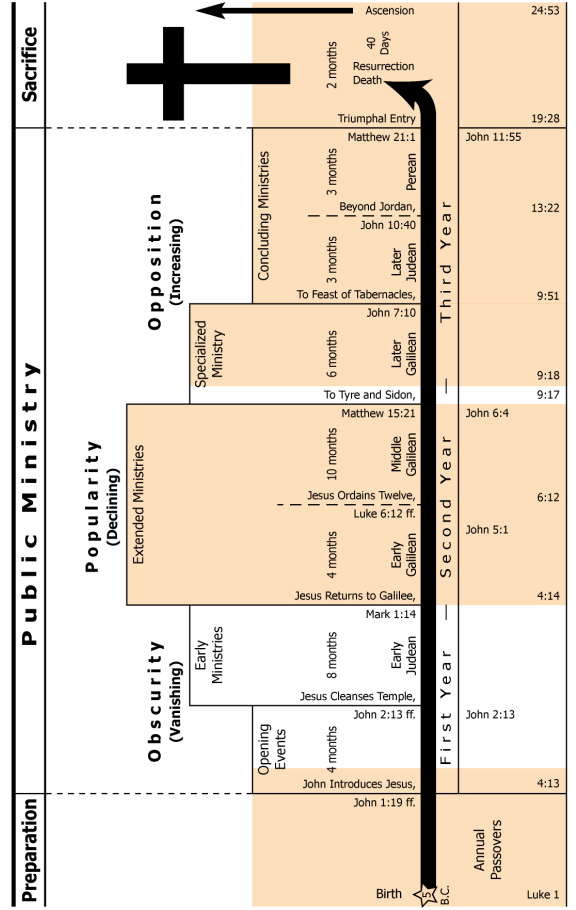 Ascension
24:53
Sacrifice
40
Days
2 months
Resurrection
Death
Triumphal Entry
19:28
Matthew 21:1
John 11:55
Public Ministry
Opposition
(Increasing)
Concluding Ministries
3 months
Perean
Beyond Jordan,
13:22
John 10:40
3 months
Later
Judean
Third Year
To Feast of Tabernacles,
9:51
John 7:10
Specialized
Ministry
6 months
Later
Galilean
9:18
To Tyre and Sidon,
9:17
Matthew 15:21
John 6:4
Popularity
(Declining)
Extended Ministries
10 months
Middle
Galilean
Jesus Ordains Twelve,
6:12
Luke 6:12 ff.
Second Year
John 5:1
4 months
Early
Galilean
Jesus Returns to Galilee,
4:14
Mark 1:14
Obscurity
(Vanishing)
Early
Ministries
8 months
Early
Judean
Jesus Cleanses Temple,
John 2:13 ff.
John 2:13
First Year
Opening
Events
4 months
John Introduces Jesus,
4:13
John 1:19 ff.
Preparation
Annual
Passovers
Birth
5
B.C.
Luke 1